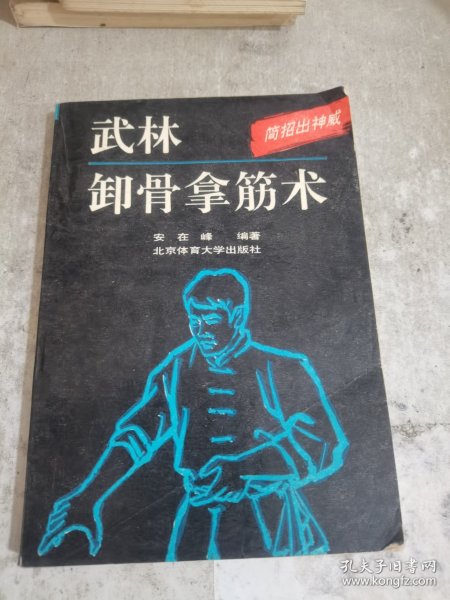 简招出神威
武林
卸骨拿筋术
安在峰 编著
北京体育大学出版社
孔夫子旧书网
www.kongfz.com